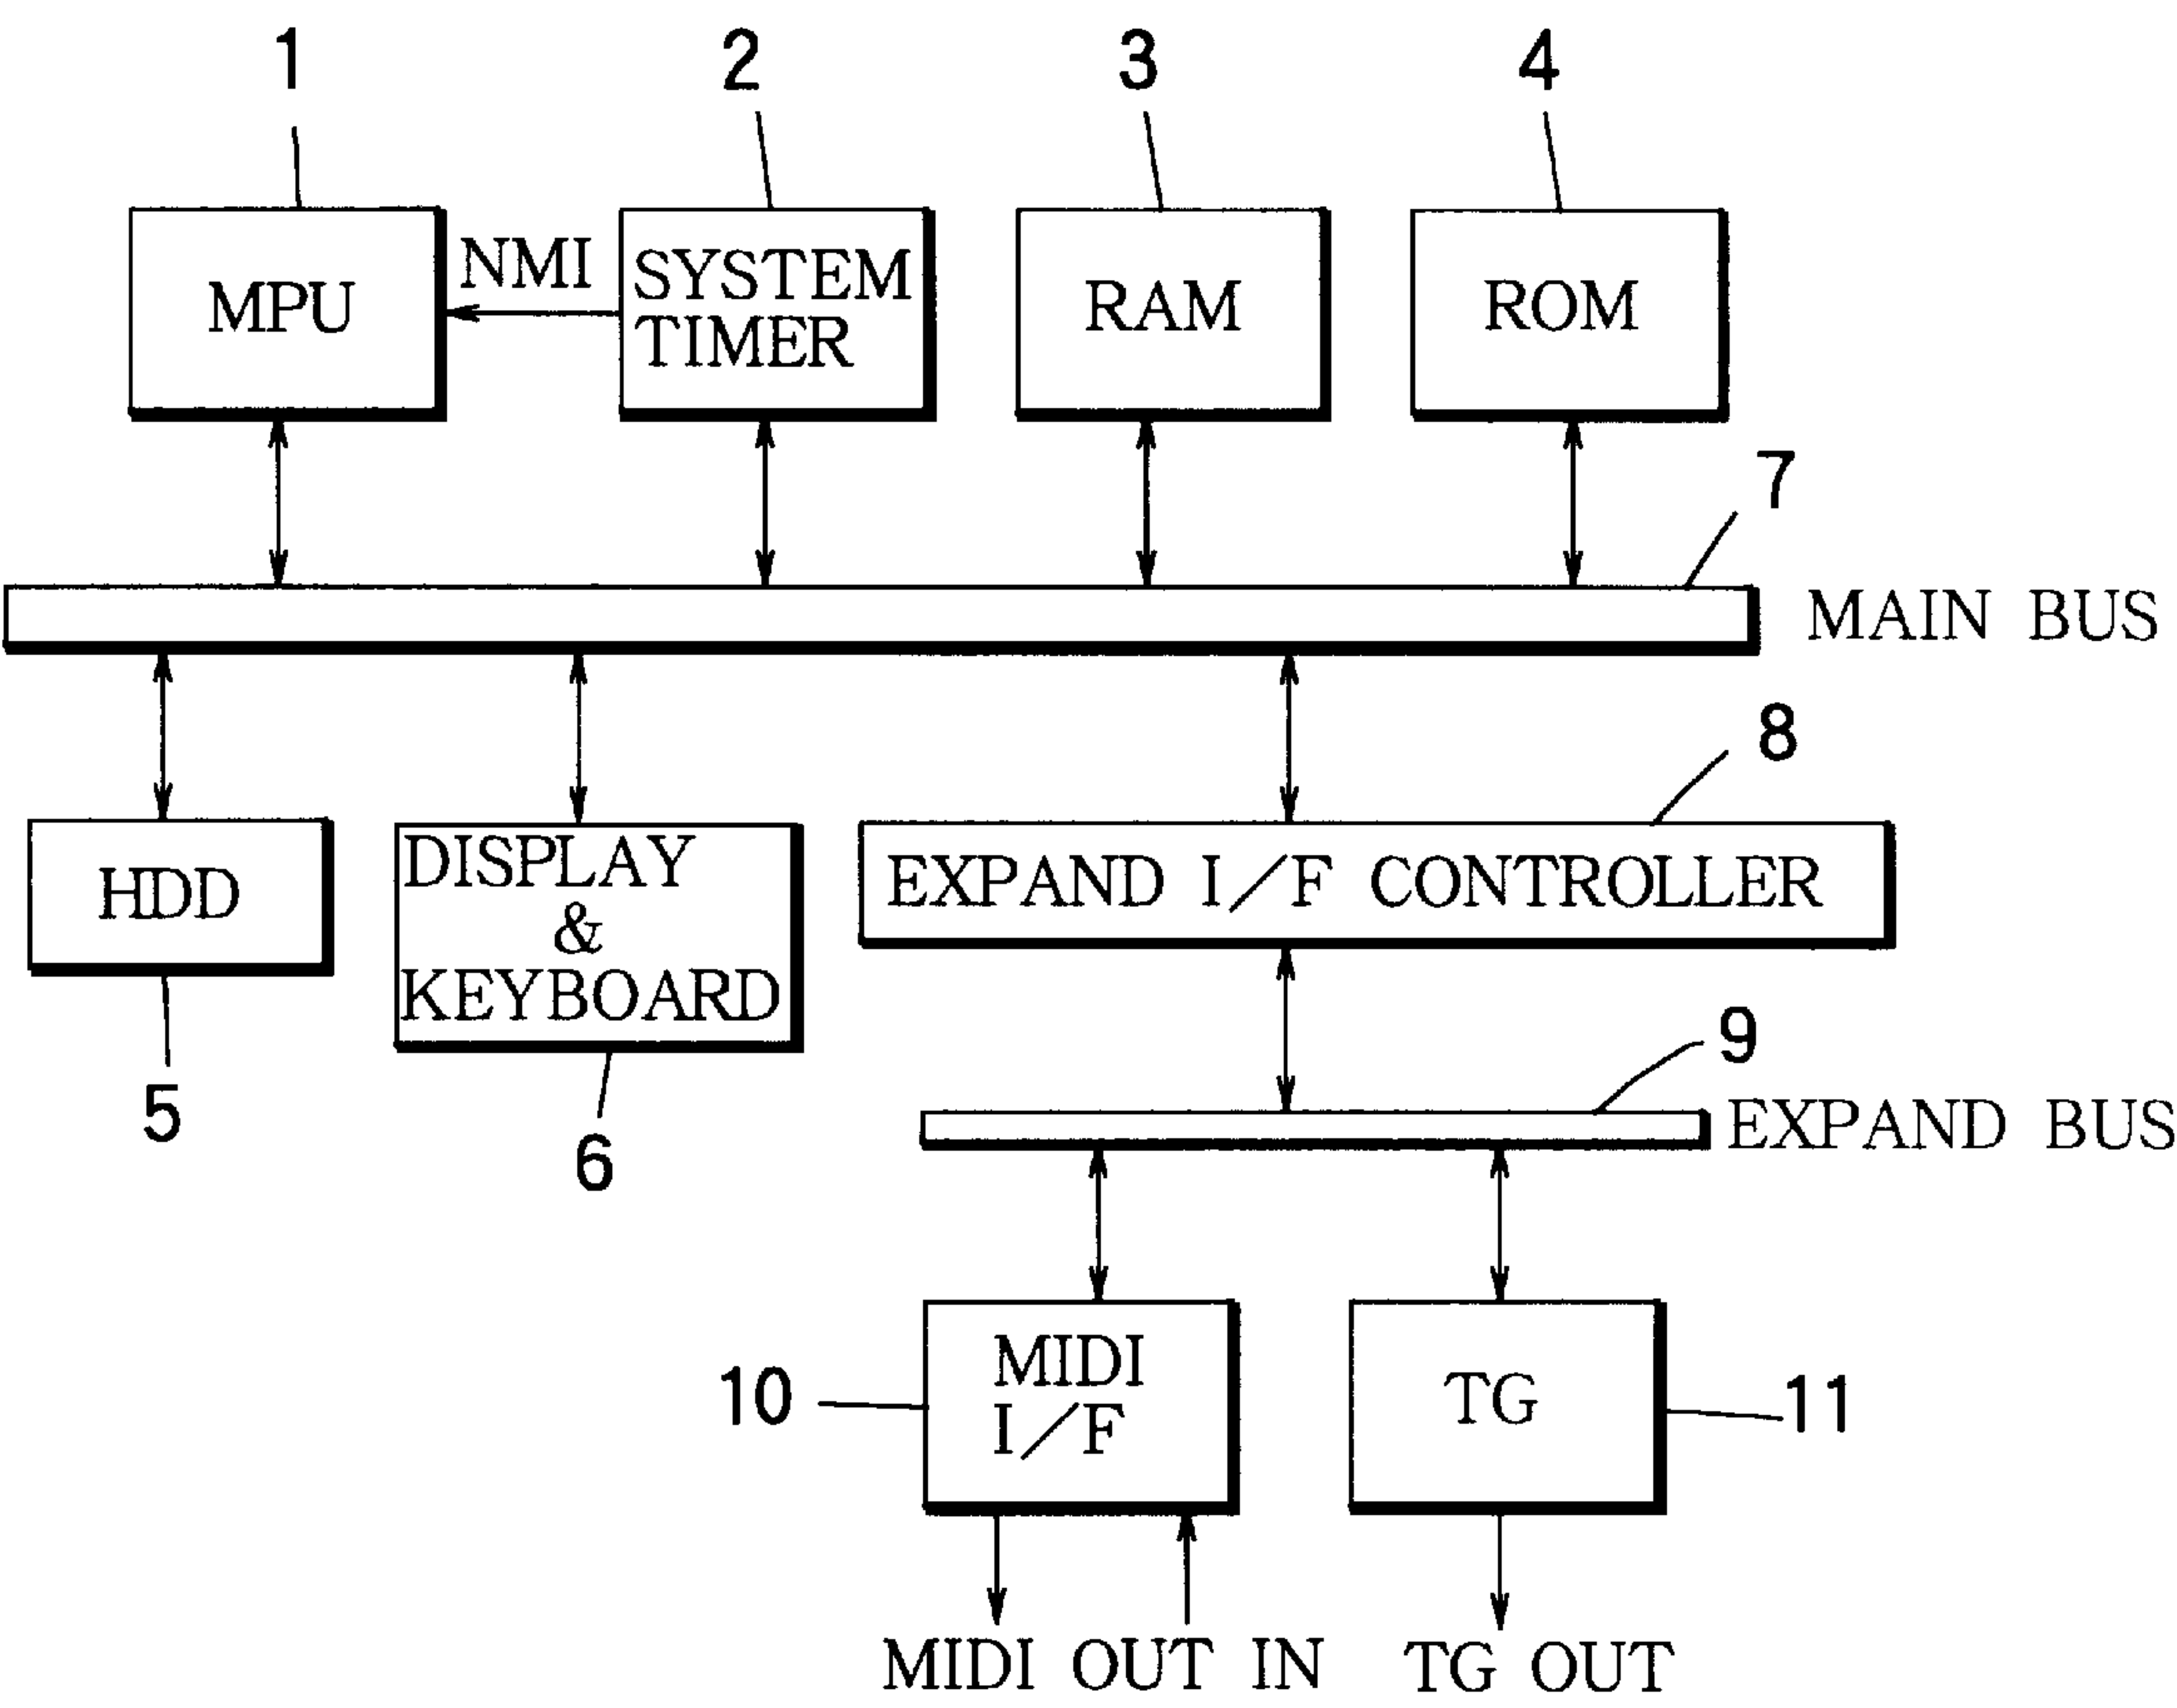 1
2
3
4
MPU
NMI
SYSTEM
TIMER
RAM
ROM
7
MAIN BUS
8
HDD
DISPLAY
&
KEYBOARD
EXPAND I/F CONTROLLER
5
6
9
EXPAND BUS
10
MIDI
I/F
TG
11
MIDI OUT IN
TG OUT